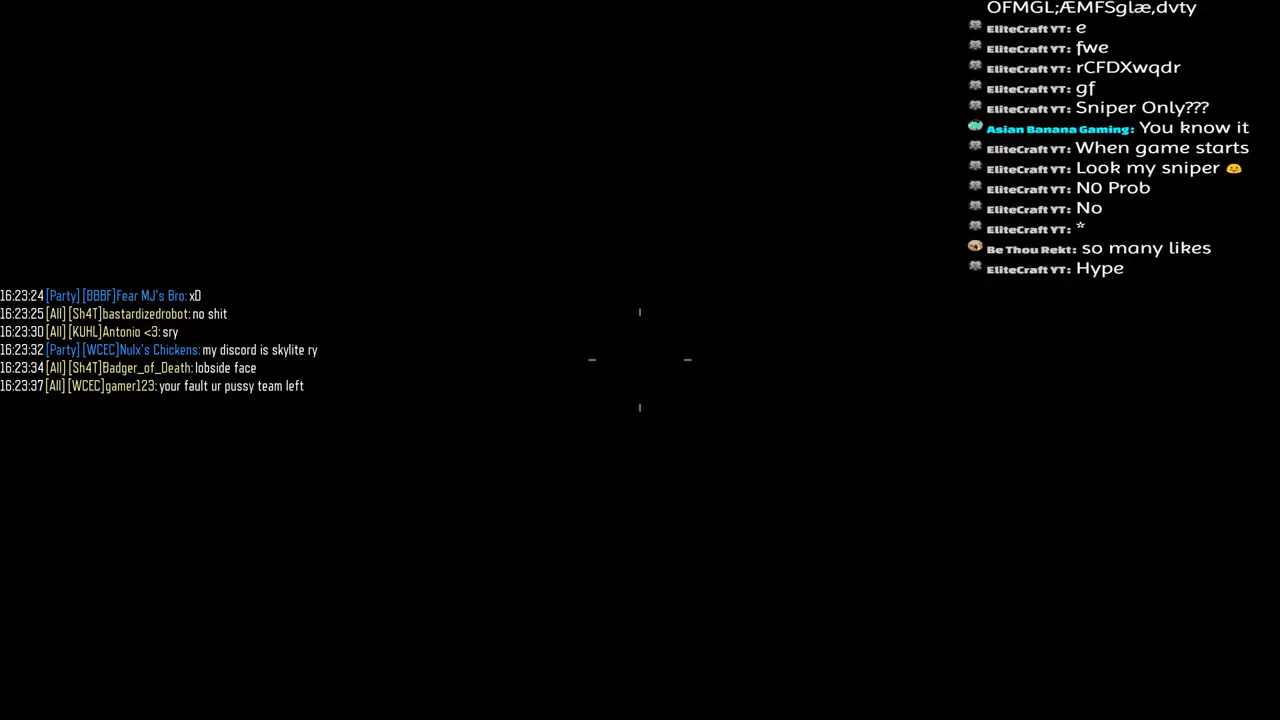 OFMGL;ÆMFSglæ,dvty
EliteCraft YT: e
EliteCraft YT: fwe
EliteCraft YT: rCFDXwqdr
EliteCraft YT: gf
EliteCraft YT: Sniper Only???
Asian Banana Gaming: You know it
EliteCraft YT: When game starts
EliteCraft YT: Look my sniper
EliteCraft YT: N0 Prob
EliteCraft YT: No
EliteCraft YT: *
Be Thou Rekt: so many likes
EliteCraft YT: Hype
16:23:24[Party] [BBBF]Fear MJ's Bro: xD
16:23:25[All] [Sh4T]bastardizedrobot: no shit
16:23:30[All] [KUHL]Antonio <3: sry
16:23:32[Party] [WCEC]Nulx's Chickens: my discord is skylite ry
16:23:34[All] [Sh4T]Badger_of_Death: lobside face
16:23:37[All] [WCEC]gamer123: your fault ur pussy team left